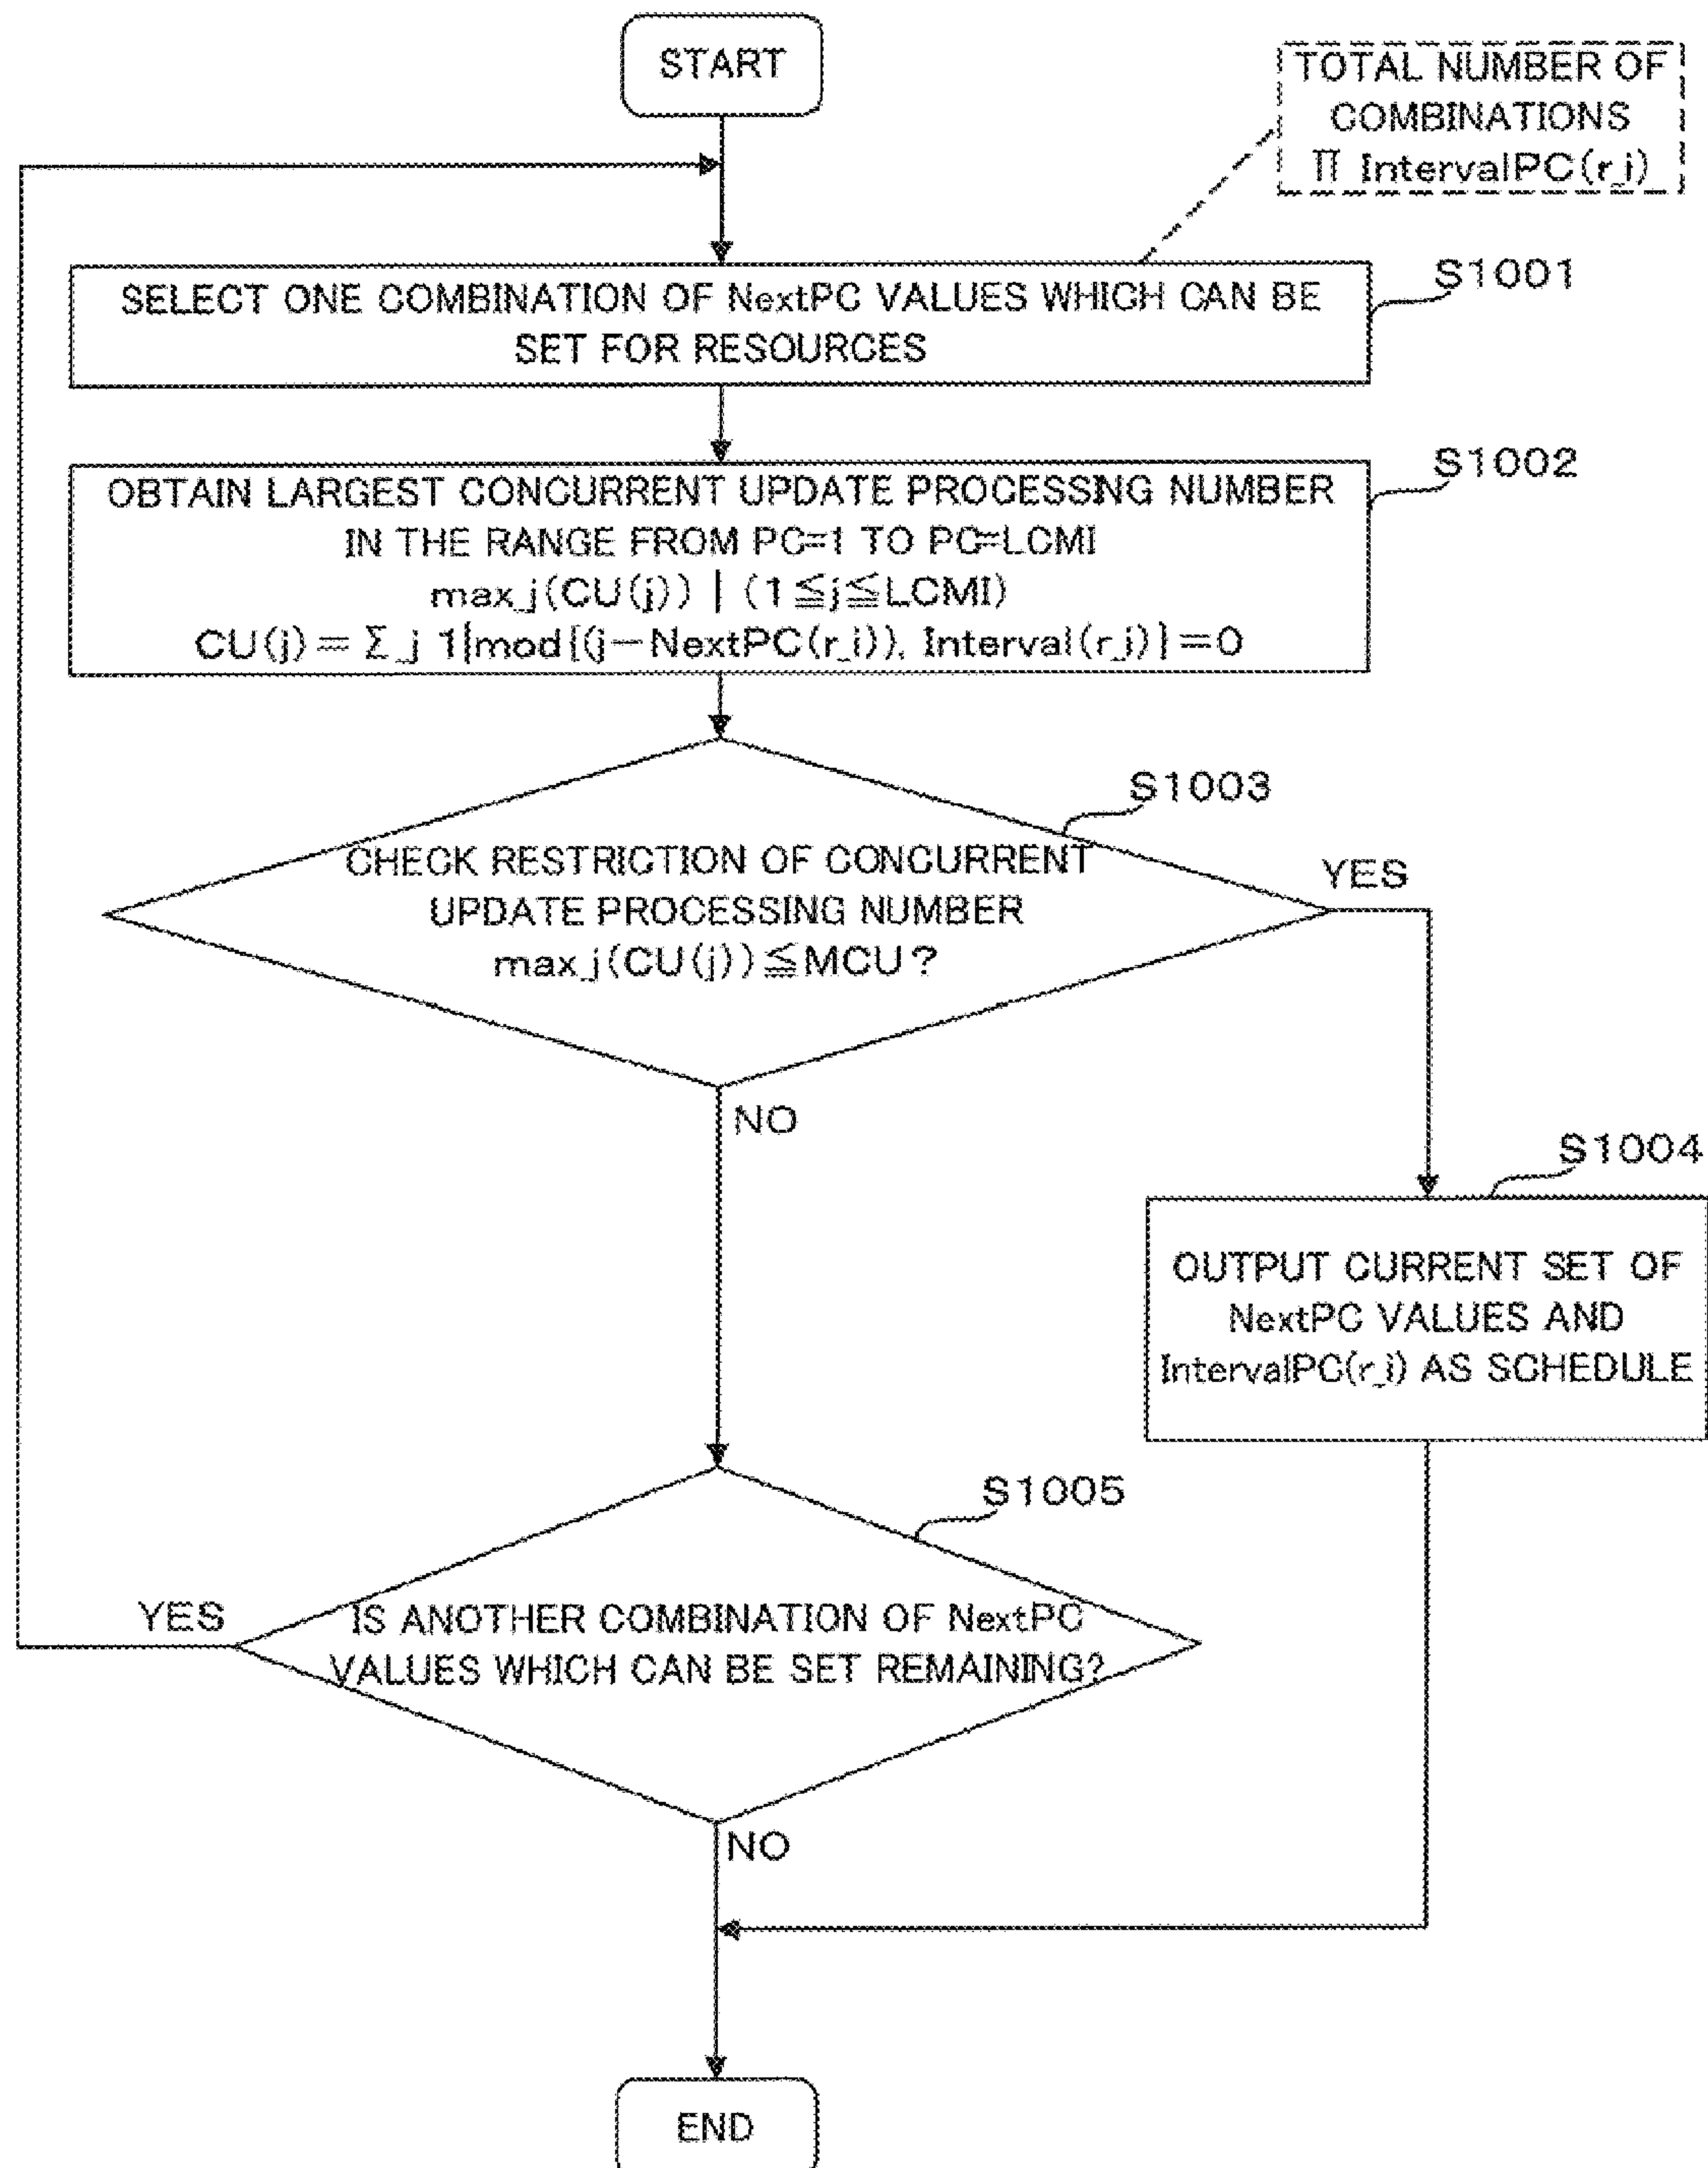 START
TOTAL NUMBER OF
COMBINATIONS
Π IntervalPC(r_i)
S1001
SELECT ONE COMBINATION OF NextPC VALUES WHICH CAN BE
SET FOR RESOURCES
S1002
OBTAIN LARGEST CONCURRENT UPDATE PROCESSING NUMBER
IN THE RANGE FROM PC=1 TO PC=LCMI
max_j(CU(j)) | (1≦j≦LCMI)
CU(j)=Σ_j 1|mod[(j−NextPC(r_i)), Interval(r_i)]=0
S1003
CHECK RESTRICTION OF CONCURRENT
UPDATE PROCESSING NUMBER
max_j(CU(j))≦MCU?
YES
NO
S1004
OUTPUT CURRENT SET OF
NextPC VALUES AND
IntervalPC(r_i) AS SCHEDULE
S1005
IS ANOTHER COMBINATION OF NextPC
VALUES WHICH CAN BE SET REMAINING?
YES
NO
END